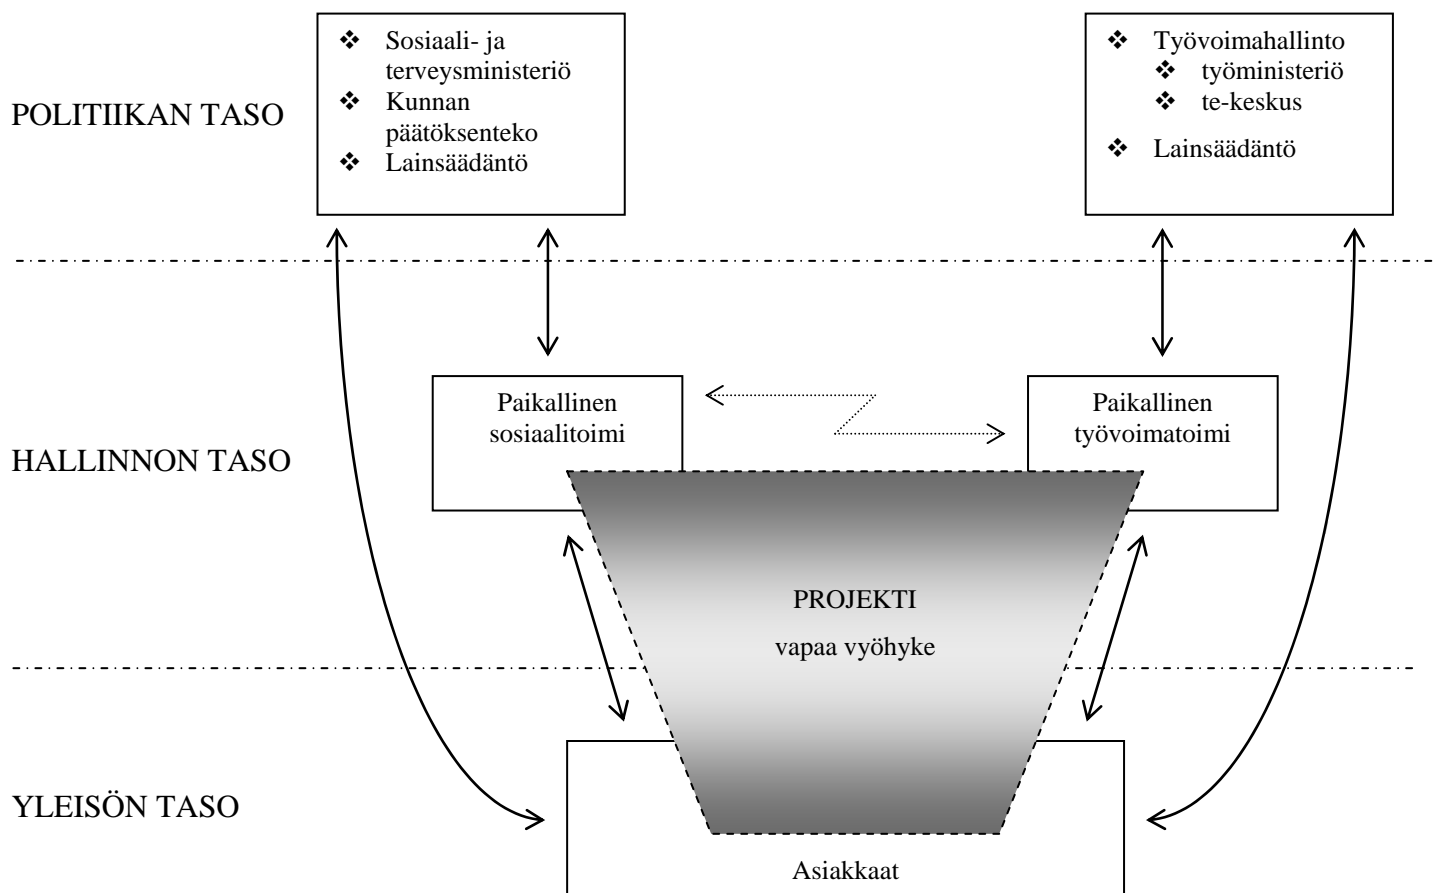 ❖ Sosiaali- ja
terveysministeriö
❖ Kunnan
päätöksenteko
❖ Lainsäädäntö
❖ Työvoimahallinto
❖ työministeriö
❖ te-keskus
❖ Lainsäädäntö
POLITIIKAN TASO
Paikallinen
sosiaalitoimi
Paikallinen
työvoimatoimi
HALLINNON TASO
PROJEKTI
vapaa vyöhyke
YLEISÖN TASO
Asiakkaat